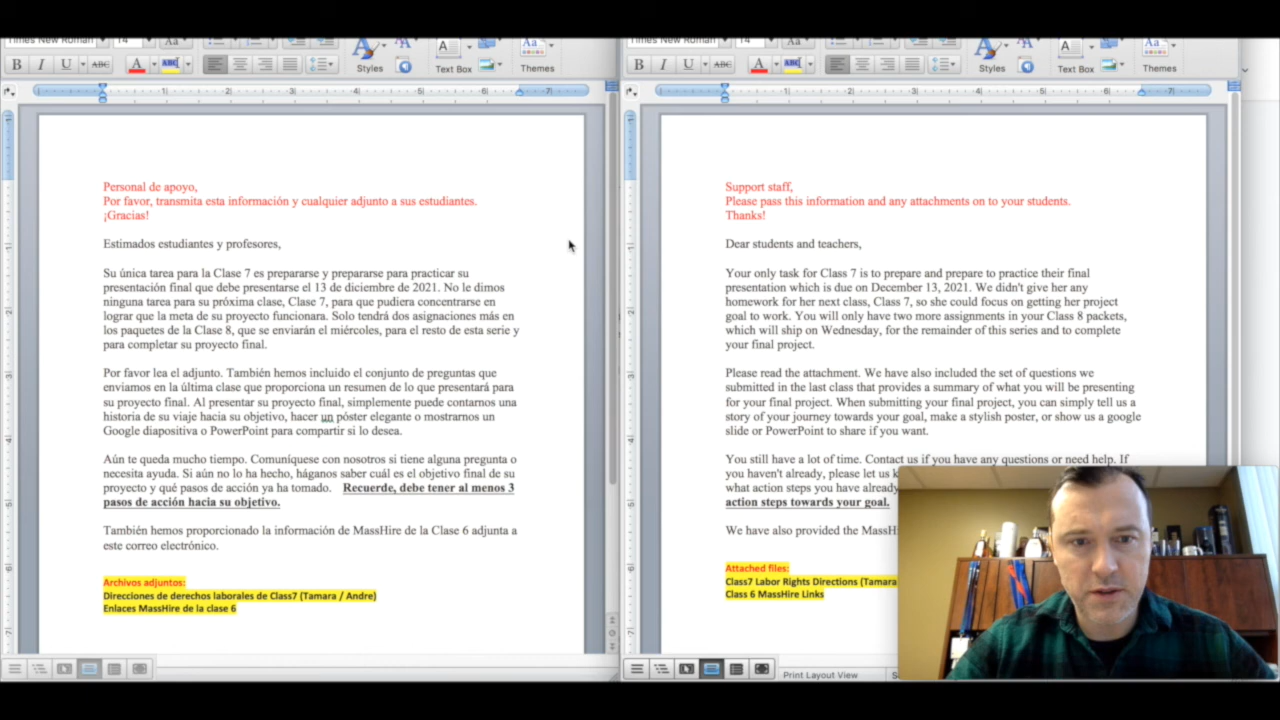 Times New Roman
14
Aa
B I U ABC A ABC
Styles
Text Box
Themes
Personal de apoyo,
Por favor, transmita esta información y cualquier adjunto a sus estudiantes.
¡Gracias!
Estimados estudiantes y profesores,
Su única tarea para la Clase 7 es prepararse y prepararse para practicar su
presentación final que debe presentarse el 13 de diciembre de 2021. No le dimos
ninguna tarea para su próxima clase, Clase 7, para que pudiera concentrarse en
lograr que la meta de su proyecto funcionara. Solo tendrá dos asignaciones más en
los paquetes de la Clase 8, que se enviarán el miércoles, para el resto de esta serie y
para completar su proyecto final.
Por favor lea el adjunto. También hemos incluido el conjunto de preguntas que
enviamos en la última clase que proporciona un resumen de lo que presentará para
su proyecto final. Al presentar su proyecto final, simplemente puede contarnos una
historia de su viaje hacia su objetivo, hacer un póster elegante o mostrarnos un
Google diapositiva o PowerPoint para compartir si lo desea.
Aún te queda mucho tiempo. Comuníquese con nosotros si tiene alguna pregunta o
necesita ayuda. Si aún no lo ha hecho, háganos saber cuál es el objetivo final de su
proyecto y qué pasos de acción ya ha tomado. Recuerde, debe tener al menos 3
pasos de acción hacia su objetivo.
También hemos proporcionado la información de MassHire de la Clase 6 adjunta a
este correo electrónico.
Archivos adjuntos:
Direcciones de derechos laborales de Class7 (Tamara / Andre)
Enlaces MassHire de la clase 6
Times New Roman
14
Aa
B I U ABC A ABC
Styles
Text Box
Themes
Support staff,
Please pass this information and any attachments on to your students.
Thanks!
Dear students and teachers,
Your only task for Class 7 is to prepare and prepare to practice their final
presentation which is due on December 13, 2021. We didn't give her any
homework for her next class, Class 7, so she could focus on getting her project
goal to work. You will only have two more assignments in your Class 8 packets,
which will ship on Wednesday, for the remainder of this series and to complete
your final project.
Please read the attachment. We have also included the set of questions we
submitted in the last class that provides a summary of what you will be presenting
for your final project. When submitting your final project, you can simply tell us a
story of your journey towards your goal, make a stylish poster, or show us a google
slide or PowerPoint to share if you want.
You still have a lot of time. Contact us if you have any questions or need help. If
you haven't already, please let us k
what action steps you have already
action steps towards your goal.
We have also provided the MassH
Attached files:
Class7 Labor Rights Directions (Tamara
Class 6 MassHire Links
Print Layout View